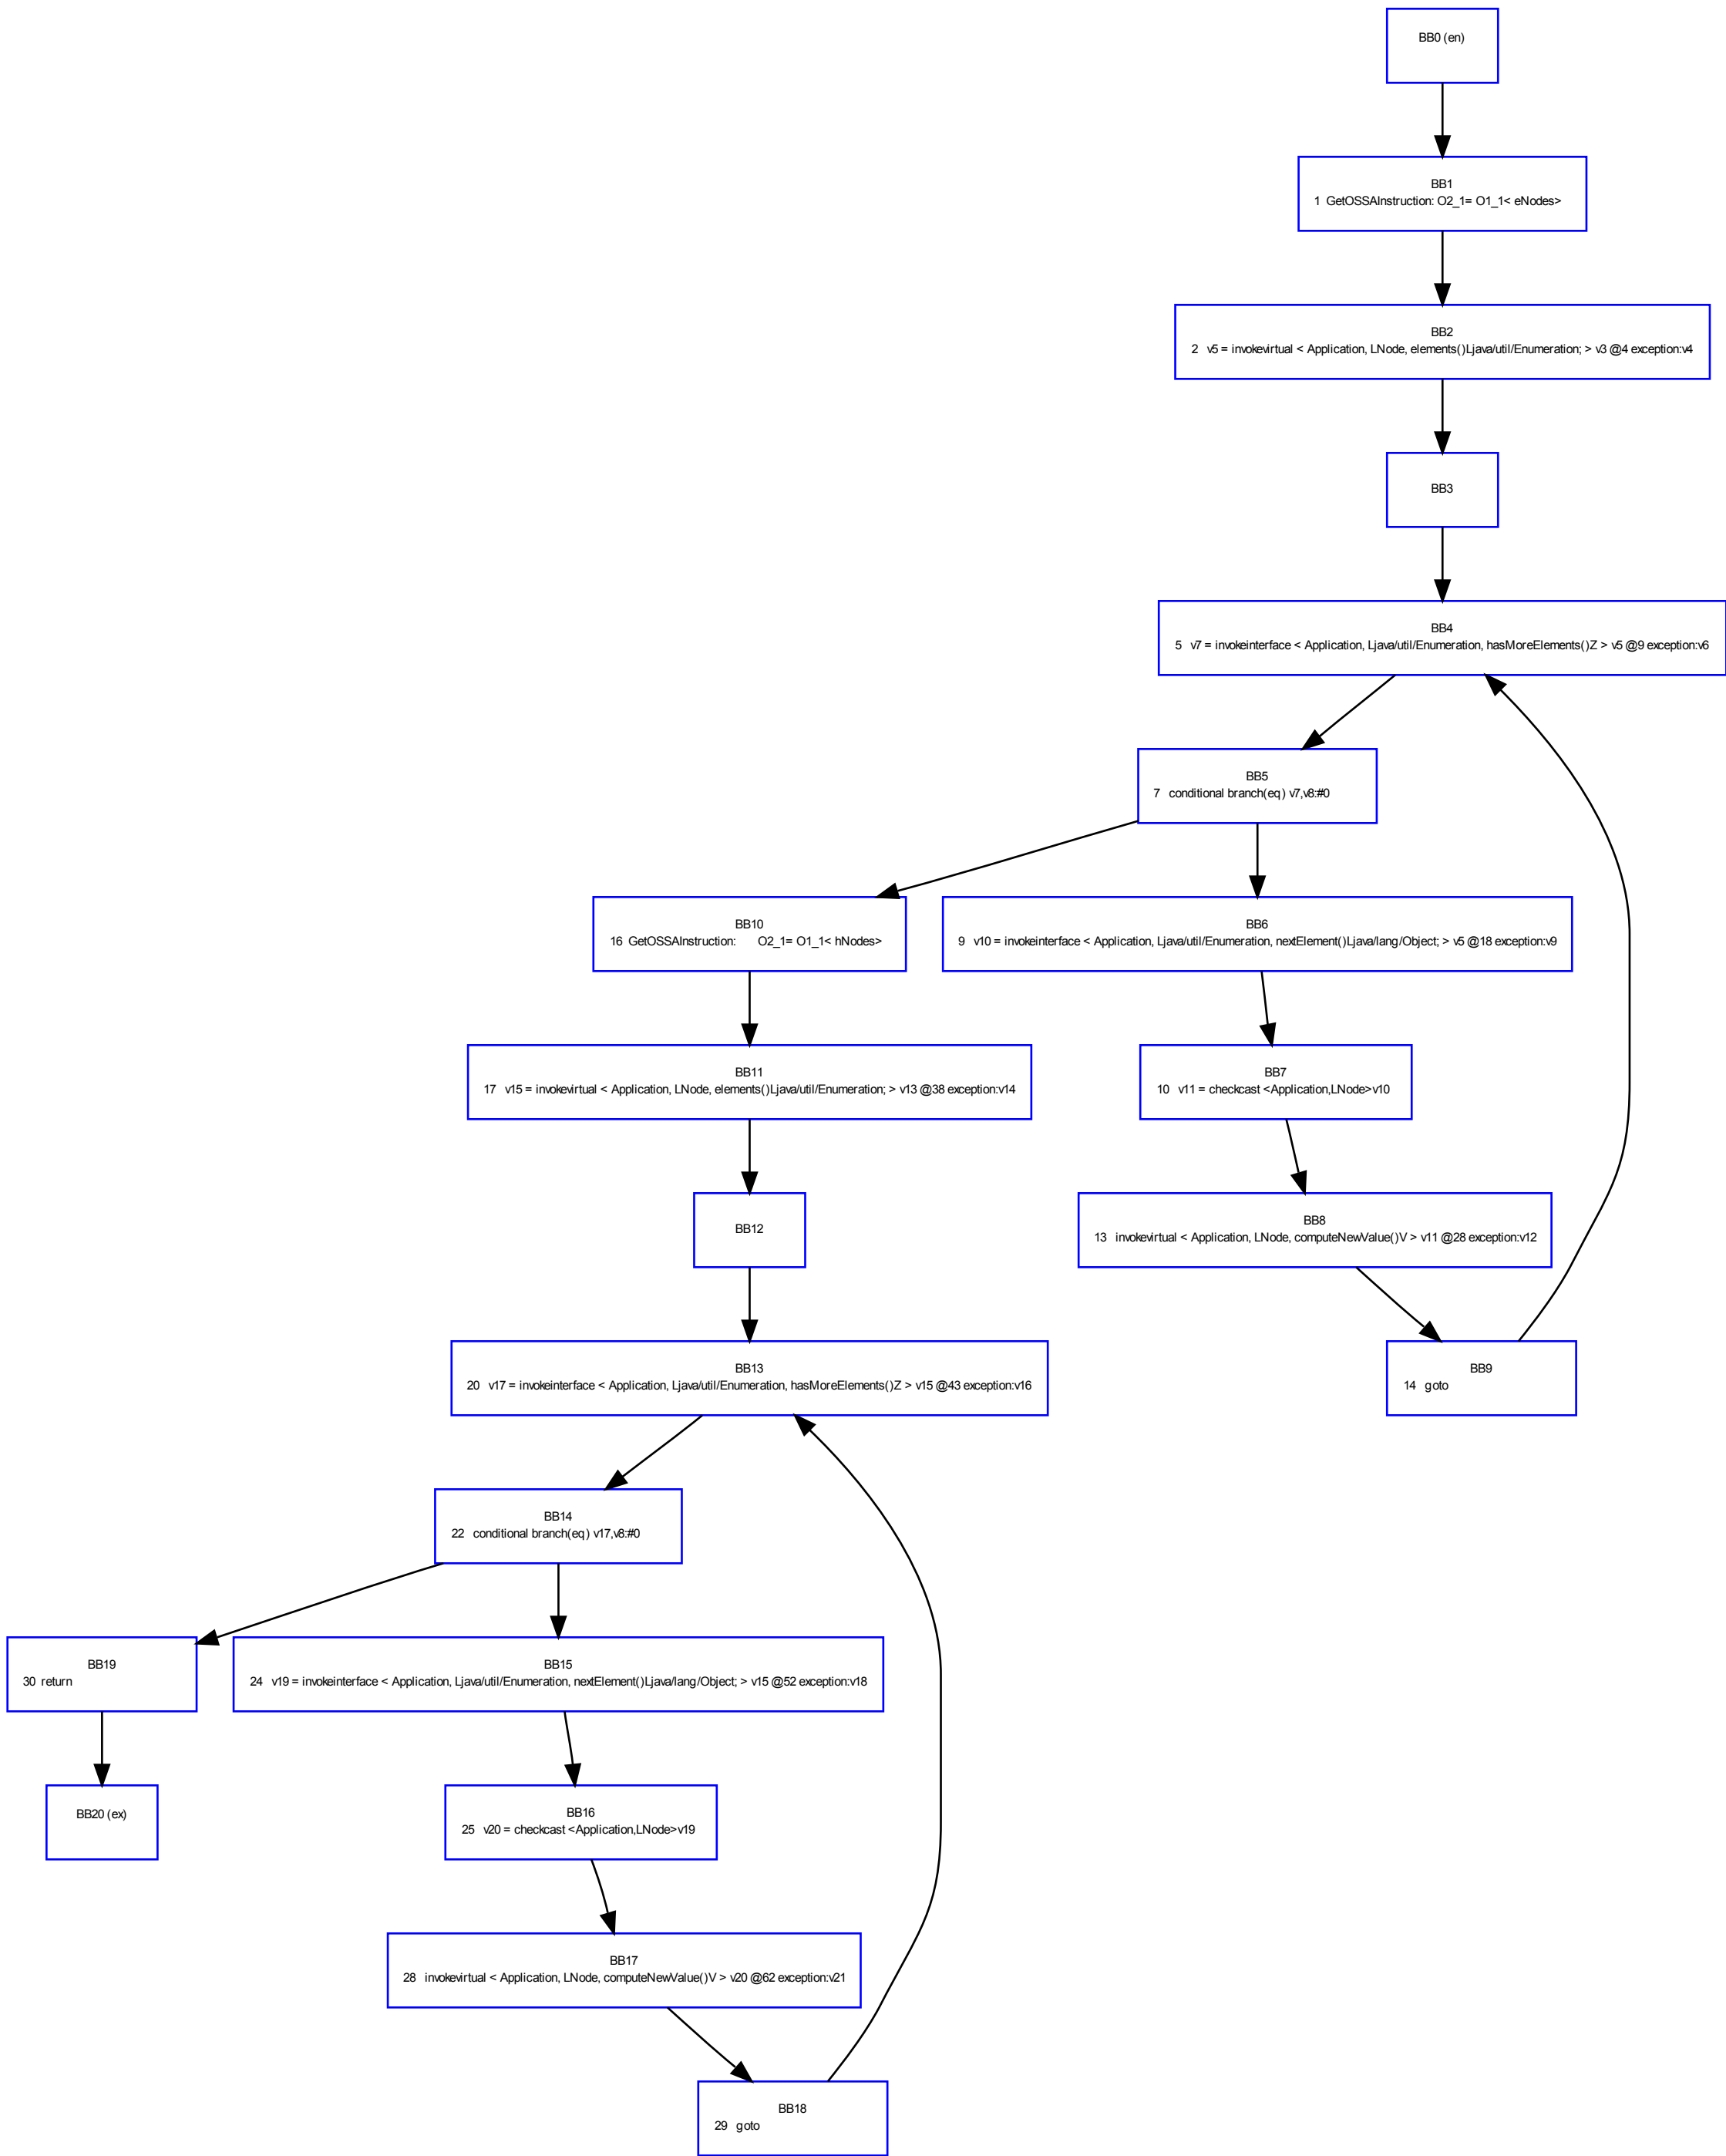 BB0 (en)
BB1
1 GetOSSAInstruction: O2_1= O1_1< eNodes>
BB2
2 v5 = invokevirtual < Application, LNode, elements()Ljava/util/Enumeration; > v3 @4 exception:v4
BB3
BB4
5 v7 = invokeinterface < Application, Ljava/util/Enumeration, hasMoreElements()Z > v5 @9 exception:v6
BB5
7 conditional branch(eq) v7,v8:#0
BB10
16 GetOSSAInstruction: O2_1= O1_1< hNodes>
BB6
9 v10 = invokeinterface < Application, Ljava/util/Enumeration, nextElement()Ljava/lang/Object; > v5 @18 exception:v9
BB11
17 v15 = invokevirtual < Application, LNode, elements()Ljava/util/Enumeration; > v13 @38 exception:v14
BB7
10 v11 = checkcast <Application,LNode>v10
BB12
BB8
13 invokevirtual < Application, LNode, computeNewValue()V > v11 @28 exception:v12
BB13
20 v17 = invokeinterface < Application, Ljava/util/Enumeration, hasMoreElements()Z > v15 @43 exception:v16
BB9
14 goto
BB14
22 conditional branch(eq) v17,v8:#0
BB19
30 return
BB15
24 v19 = invokeinterface < Application, Ljava/util/Enumeration, nextElement()Ljava/lang/Object; > v15 @52 exception:v18
BB20 (ex)
BB16
25 v20 = checkcast <Application,LNode>v19
BB17
28 invokevirtual < Application, LNode, computeNewValue()V > v20 @62 exception:v21
BB18
29 goto